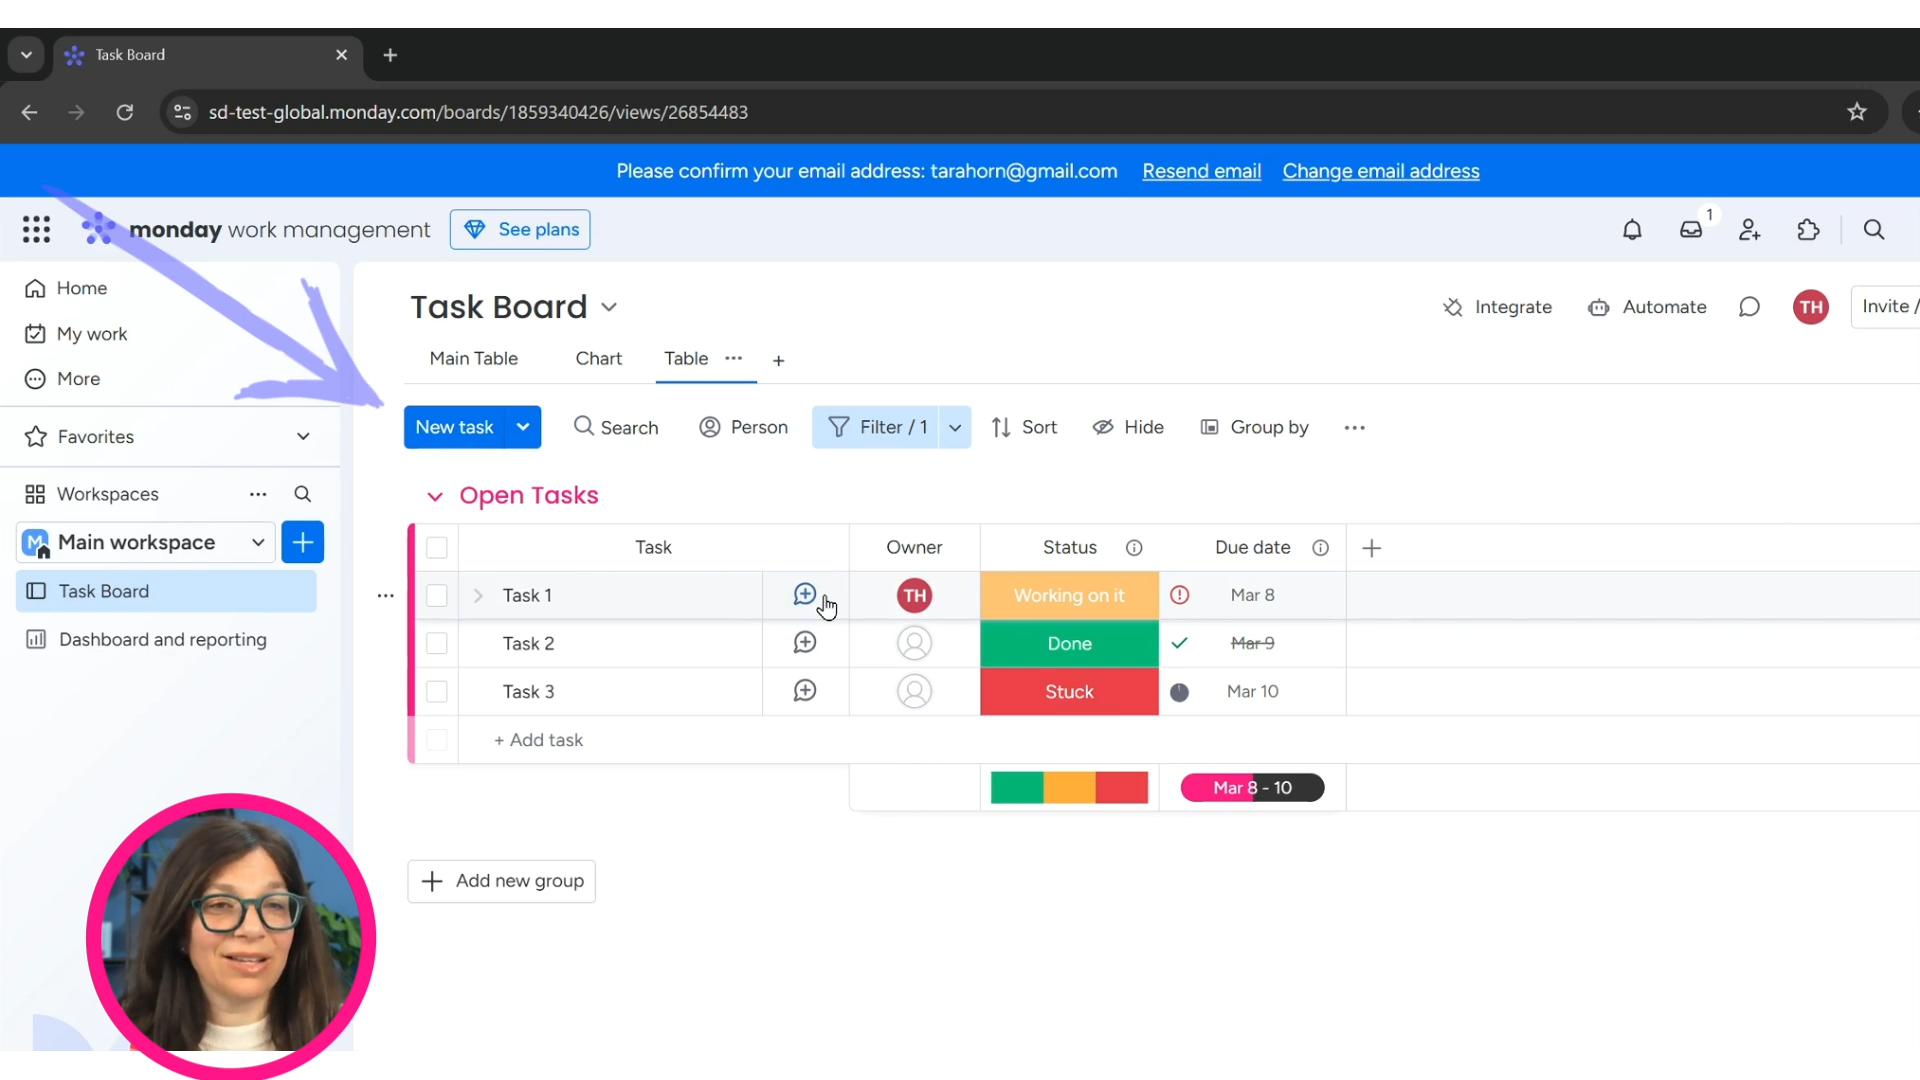 Task Board
sd-test-global.monday.com/boards/1859340426/views/26854483
Please confirm your email address: tarahorn@gmail.com Resend email Change email address
monday work management See plans
1
Home
My work
More
Favorites
Workspaces
M Main workspace
Task Board
Dashboard and reporting
Task Board
Integrate Automate TH Invite /
Main Table Chart Table
New task Search Person Filter / 1 Sort Hide Group by
Open Tasks
Task Owner Status Due date
Task 1 TH Working on it Mar 8
Task 2 Done Mar 9
Task 3 Stuck Mar 10
+ Add task
Mar 8 - 10
Add new group